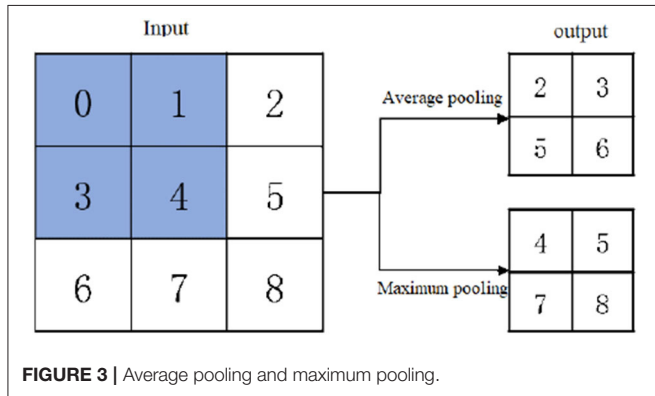 Input
output
0 1 2
3 4 5
6 7 8
Average pooling
2 3
5 6
Maximum pooling
4 5
7 8
FIGURE 3 | Average pooling and maximum pooling.